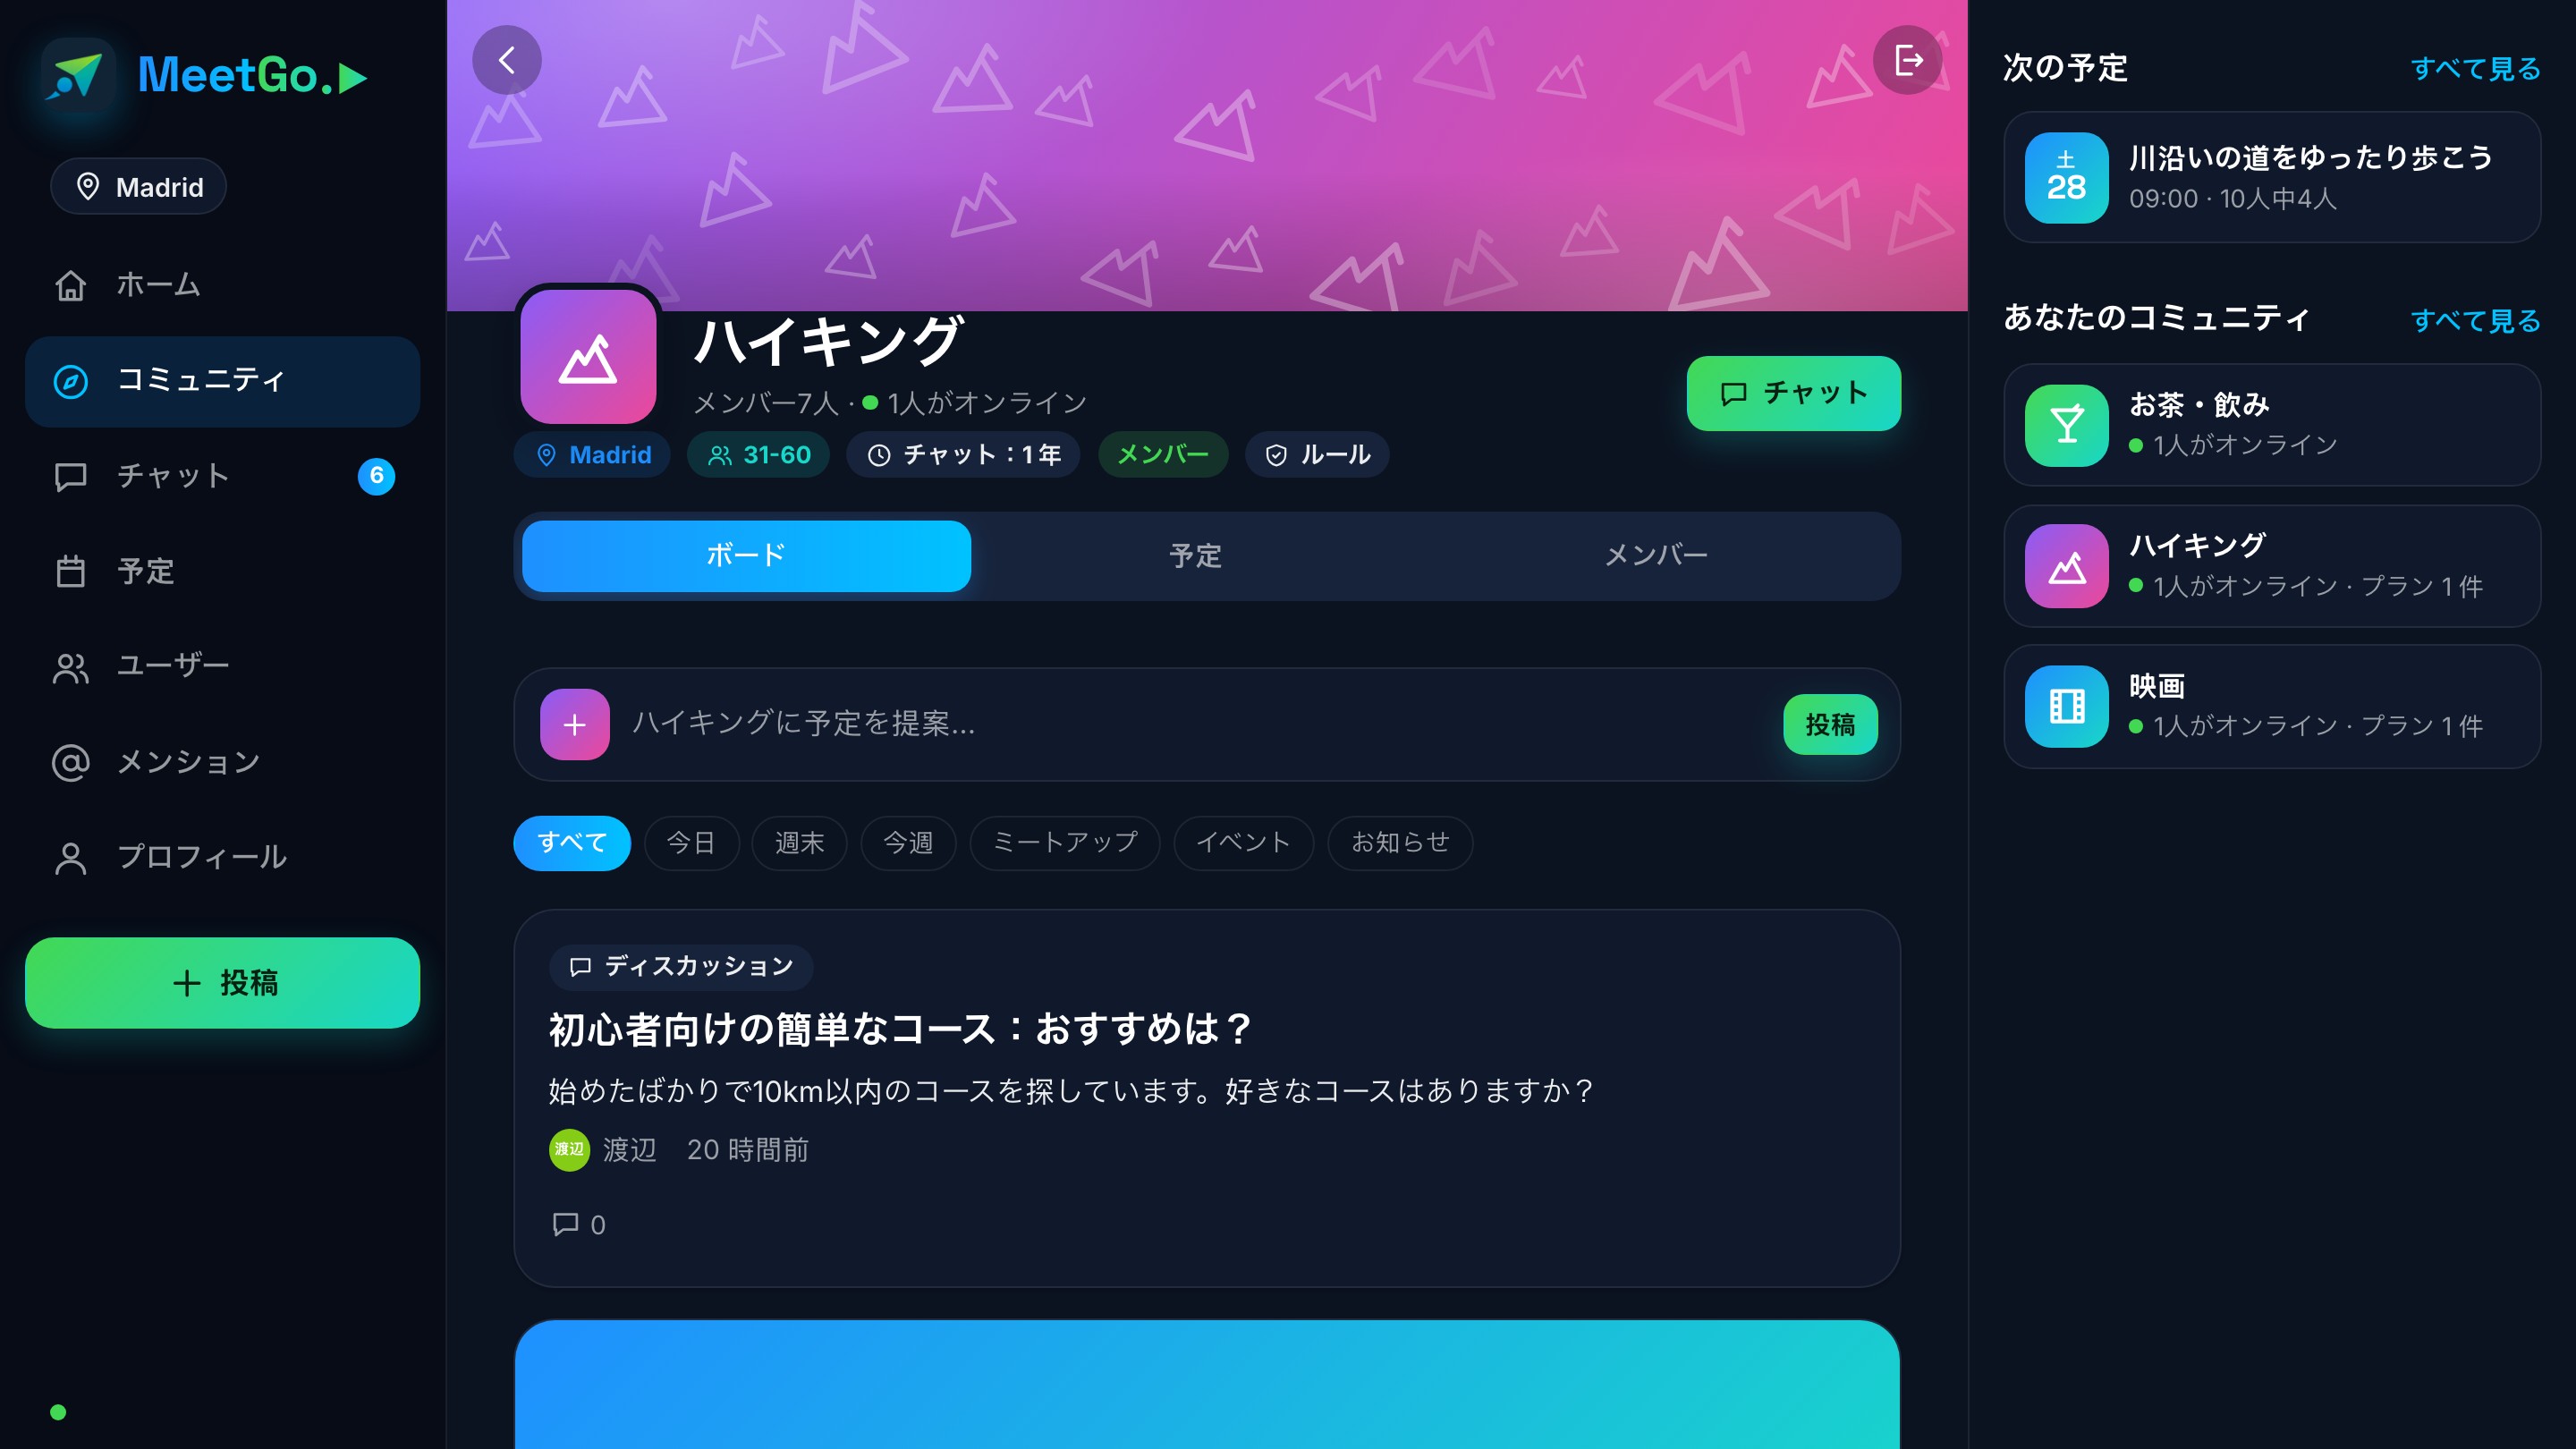 MeetGo.
Madrid
ホーム
コミュニティ
チャット
6
予定
ユーザー
メンション
プロフィール
投稿
ハイキング
メンバー7人 · 1人がオンライン
チャット
Madrid
31-60
チャット：1 年
メンバー
ルール
ボード
予定
メンバー
ハイキングに予定を提案...
投稿
すべて
今日
週末
今週
ミートアップ
イベント
お知らせ
ディスカッション
初心者向けの簡単なコース：おすすめは？
始めたばかりで10km以内のコースを探しています。好きなコースはありますか？
渡辺
渡辺
20 時間前
0
次の予定
すべて見る
土
28
川沿いの道をゆったり歩こう
09:00 · 10人中4人
あなたのコミュニティ
すべて見る
お茶・飲み
1人がオンライン
ハイキング
1人がオンライン · プラン 1 件
映画
1人がオンライン · プラン 1 件